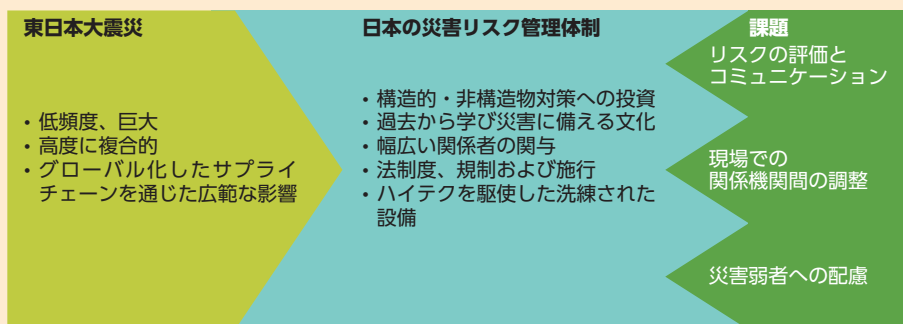 東日本大震災
・低頻度、巨大
・高度に複合的
・グローバル化したサプライ
チェーンを通じた広範な影響
日本の災害リスク管理体制
・構造的・非構造物対策への投資
・過去から学び災害に備える文化
・幅広い関係者の関与
・法制度、規制および施行
・ハイテクを駆使した洗練された
設備
課題
リスクの評価と
コミュニケーション
現場での
関係機関間の調整
災害弱者への配慮